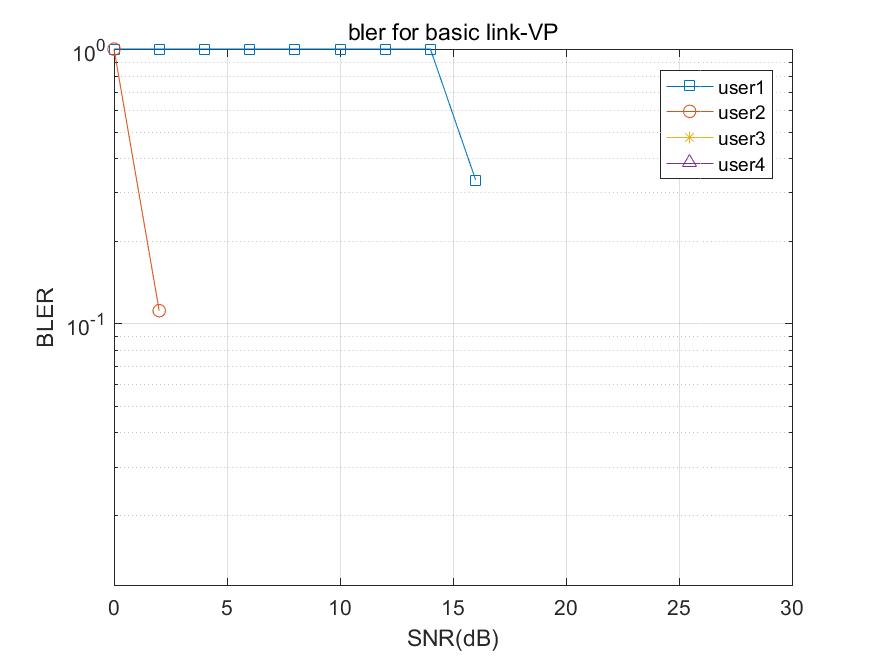 bler for basic link-VP
10^0
user1
user2
user3
user4
BLER
10^-1
0 5 10 15 20 25 30
SNR(dB)